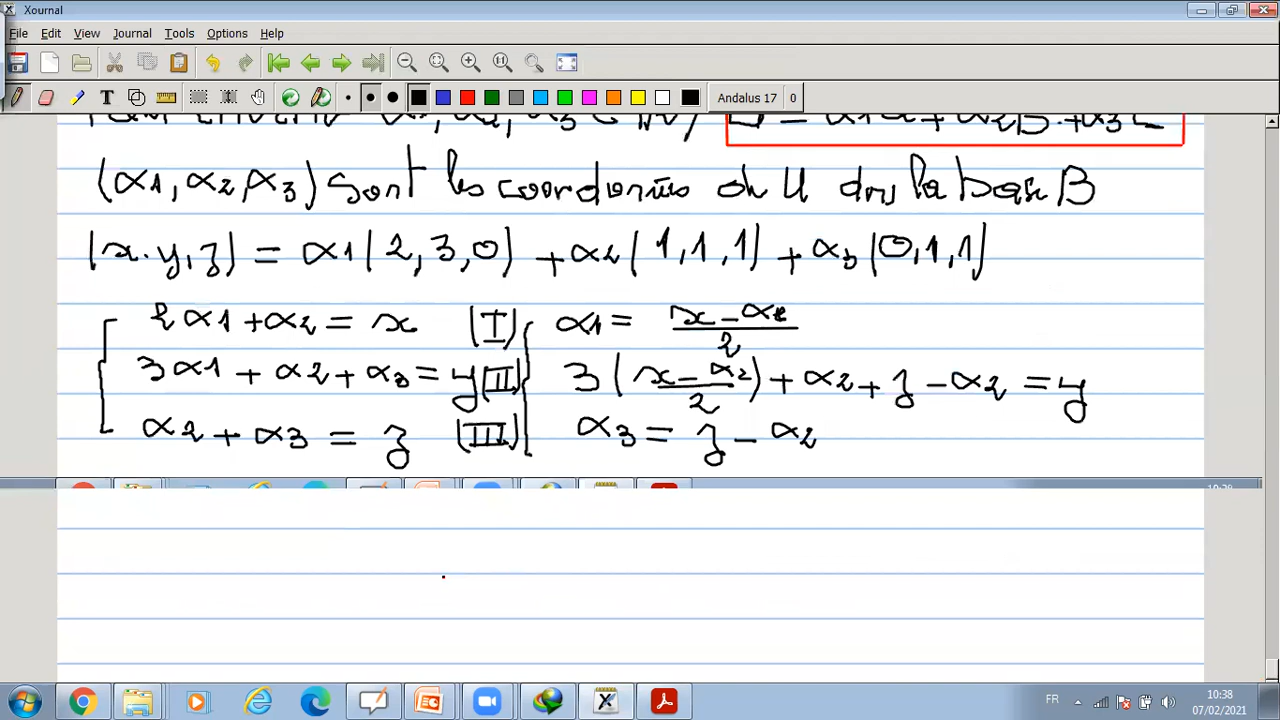 Xournal
File Edit View Journal Tools Options Help
Andalus 17 0
(α1, α2, α3) sont les coordonnées de U dans la base B
(x.y,z) = α1(2,3,0) + α2(1,1,1) + α3(0,1,1)
2α1 + α2 = x (I) α1 = x - α2 / 2
3α1 + α2 + α3 = y (II) 3(x - α2 / 2) + α2 + z - α2 = y
α2 + α3 = z (III) α3 = z - α2
10:38
FR 10:38
07/02/2021